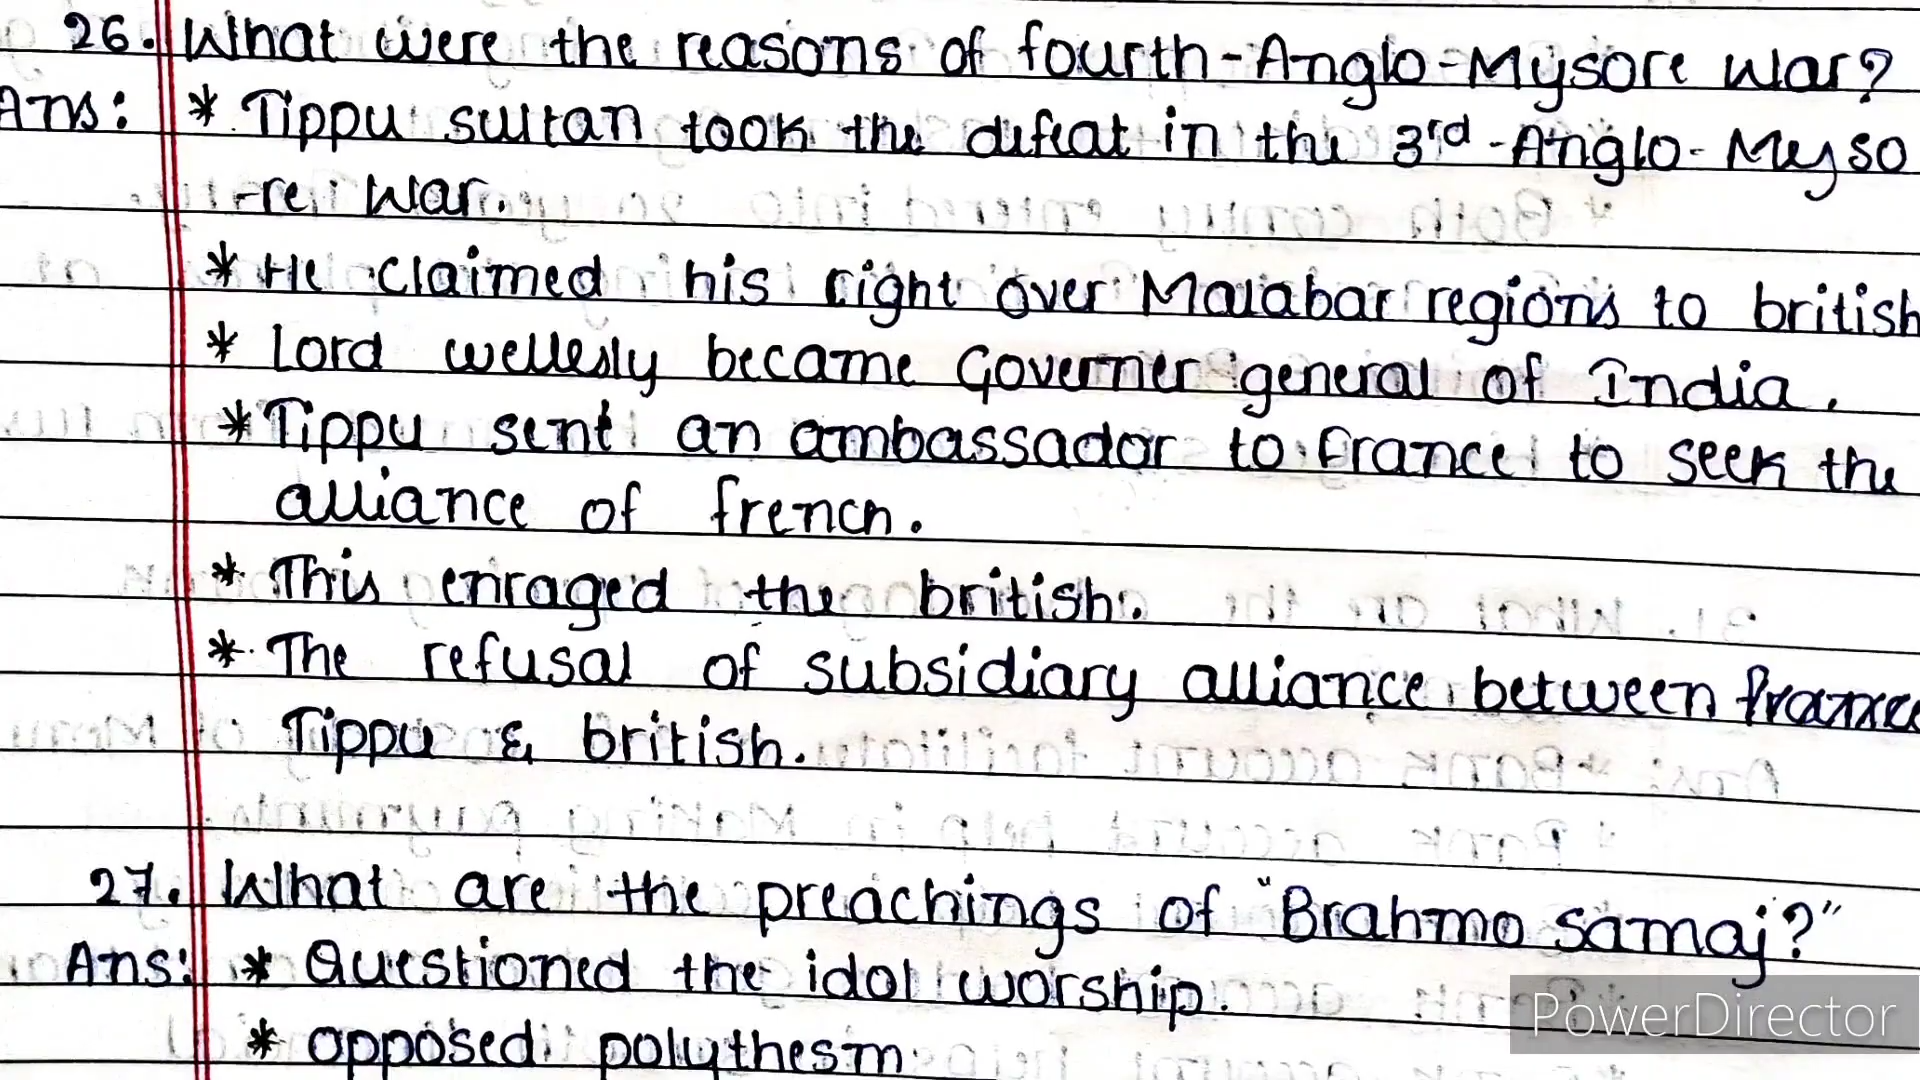 26. What were the reasons of fourth-Anglo-Mysore war?
Ans: * Tippu sultan took the defeat in the 3rd-Anglo-Myso
-re war.
* He claimed his right over Malabar regions to british
* Lord wellesly became Governer general of India.
* Tippu sent an ambassador to france to seek the
alliance of french.
* This enraged the british.
* The refusal of subsidiary alliance between
Tippu & british.
27. What are the preachings of "Brahmo samaj?"
Ans: * Questioned the idol worship.
* opposed polythesm
PowerDirector